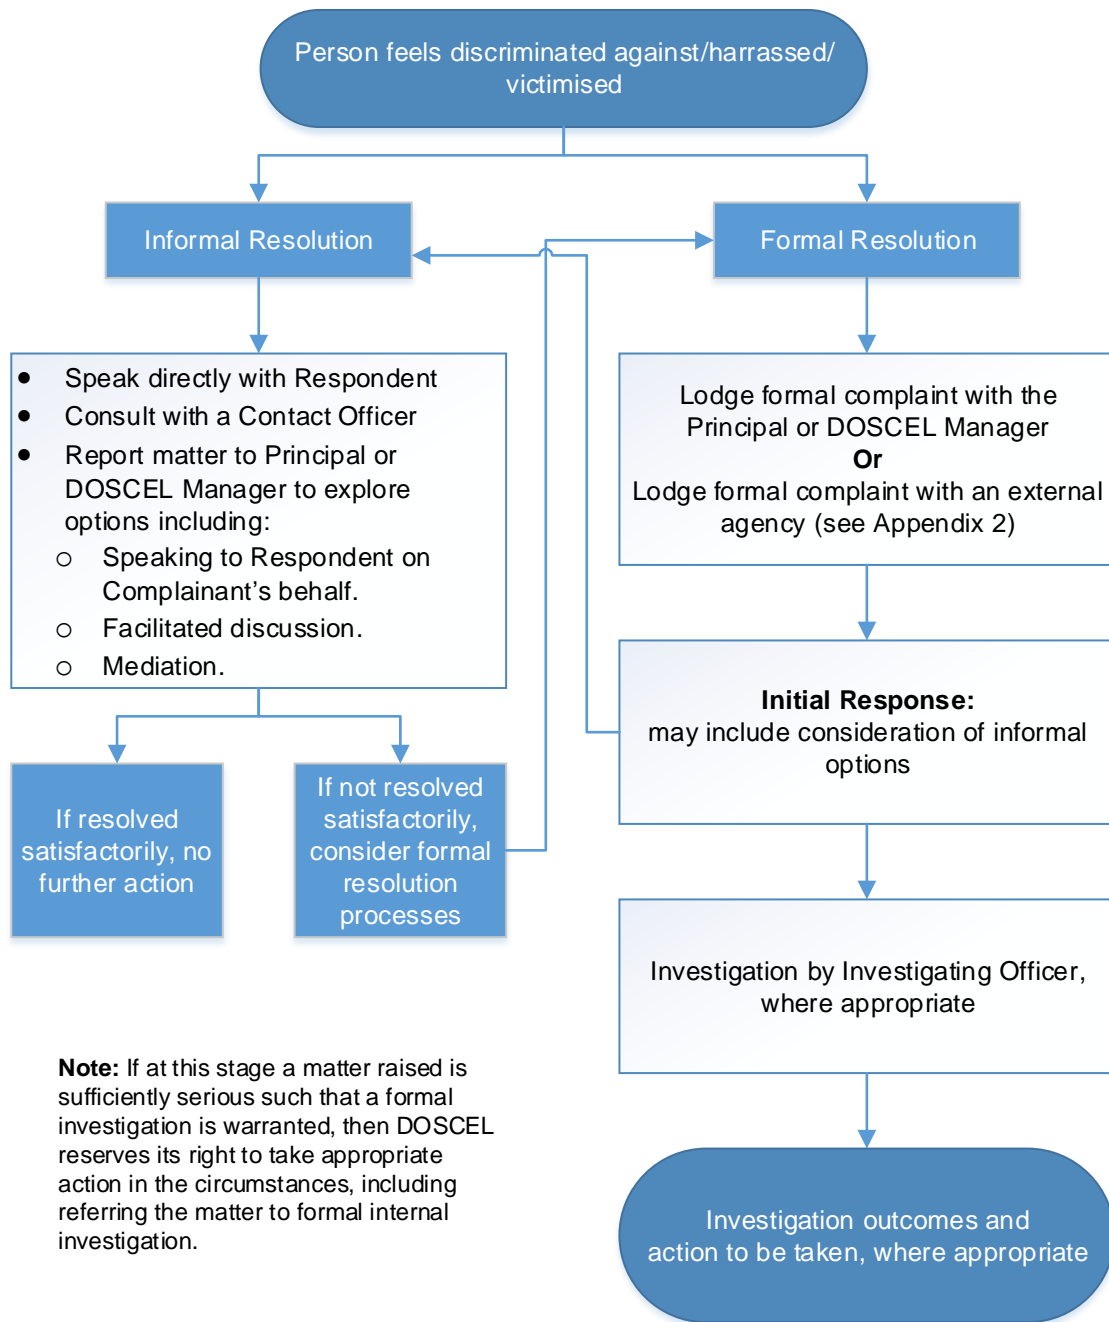 Person feels discriminated against/harrassed/
victimised
Informal Resolution
Formal Resolution
• Speak directly with Respondent
• Consult with a Contact Officer
• Report matter to Principal or
DOSCEL Manager to explore
options including:
o Speaking to Respondent on
Complainant’s behalf.
o Facilitated discussion.
o Mediation.
If resolved
satisfactorily, no
further action
If not resolved
satisfactorily,
consider formal
resolution
processes
Note: If at this stage a matter raised is
sufficiently serious such that a formal
investigation is warranted, then DOSCEL
reserves its right to take appropriate
action in the circumstances, including
referring the matter to formal internal
investigation.
Lodge formal complaint with the
Principal or DOSCEL Manager
Or
Lodge formal complaint with an external
agency (see Appendix 2)
Initial Response:
may include consideration of informal
options
Investigation by Investigating Officer,
where appropriate
Investigation outcomes and
action to be taken, where appropriate